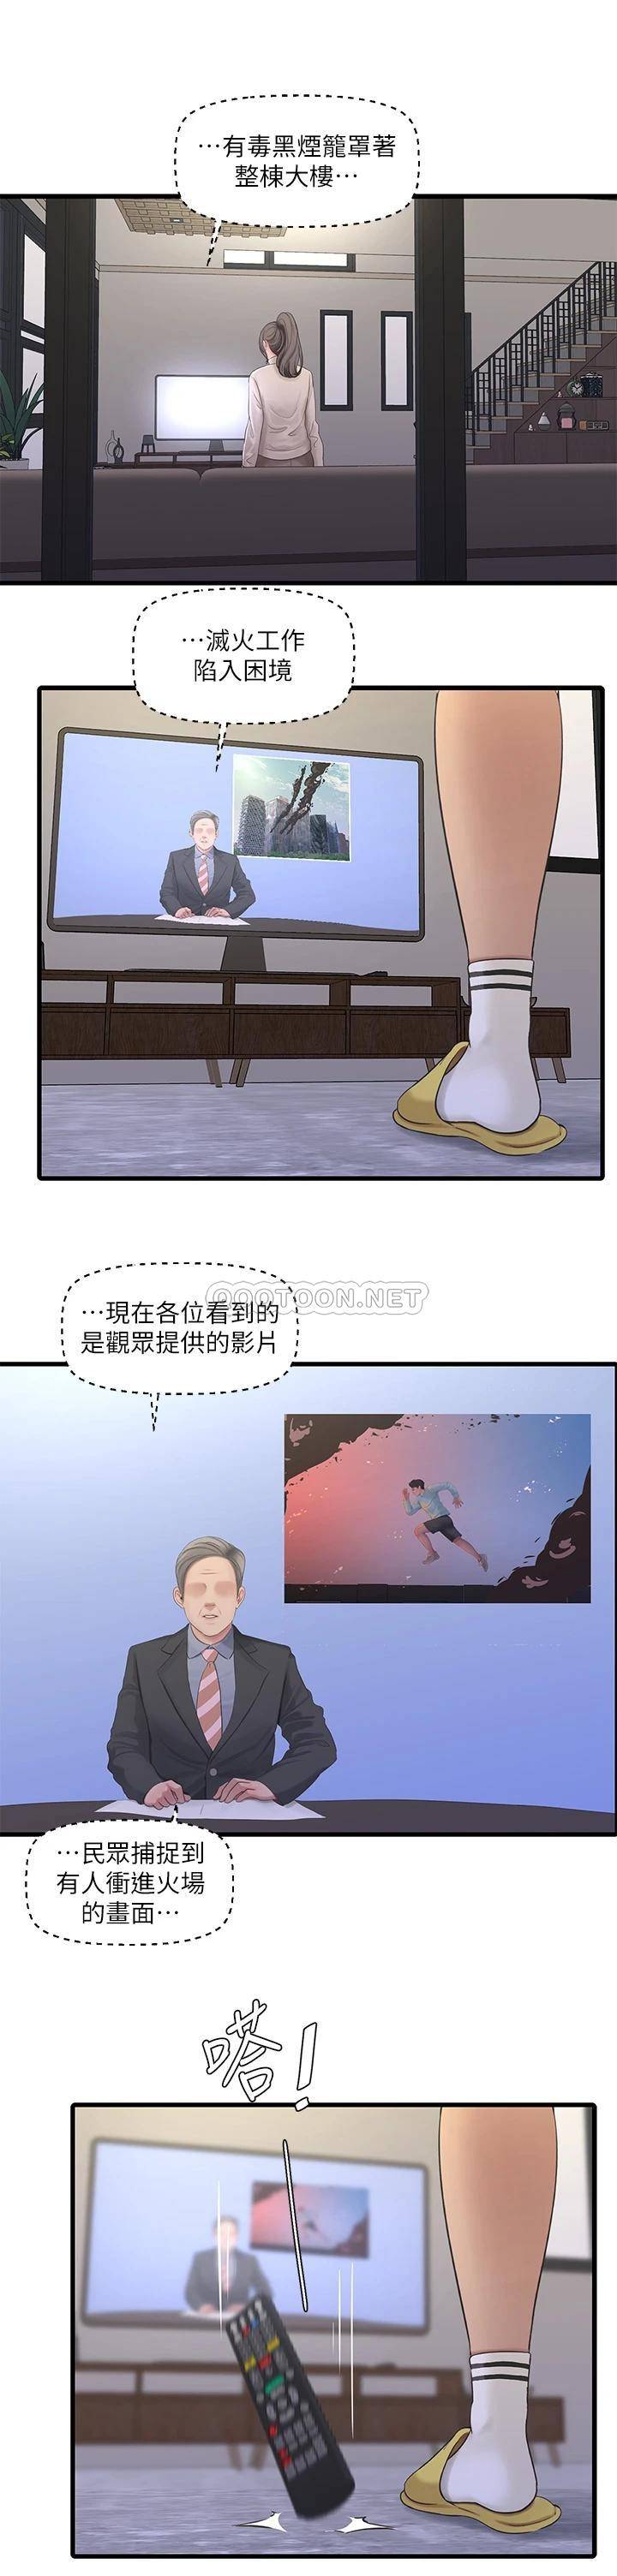 …有毒黑煙籠罩著
整棟大樓…
…滅火工作
陷入困境
TOON.NET
…現在各位看到的
是觀眾提供的影片
…民眾捕捉到
有人衝進火場
的畫面…
嗒!